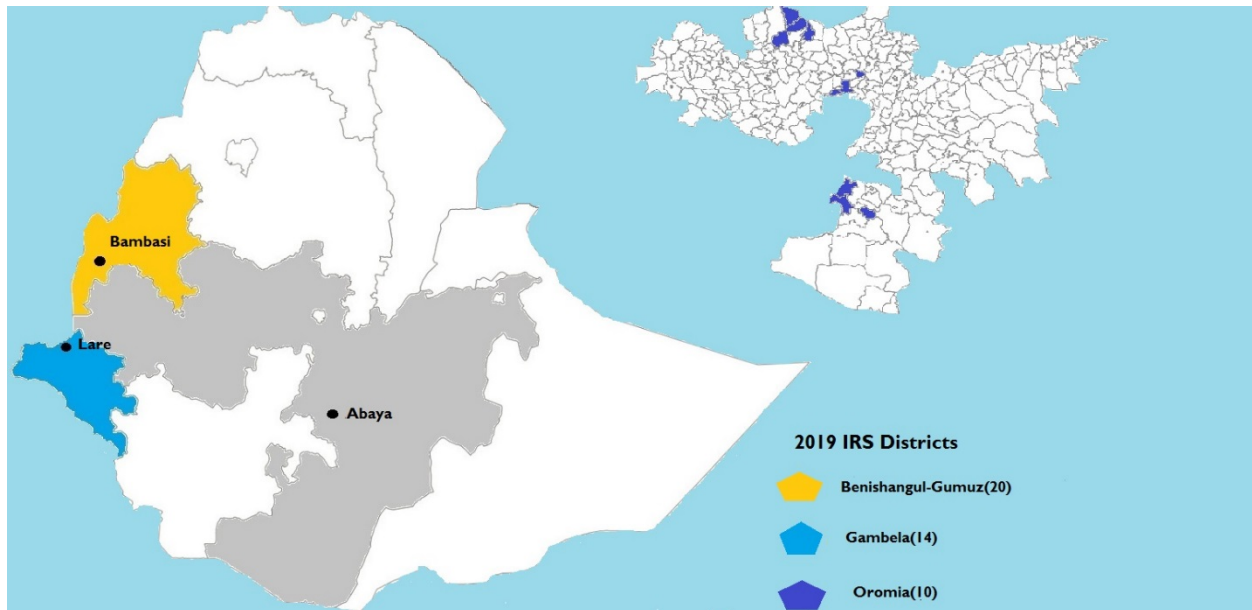 Bambasi
Lare
Abaya
2019 IRS Districts
Benishangul-Gumuz(20)
Gambela(14)
Oromia(10)